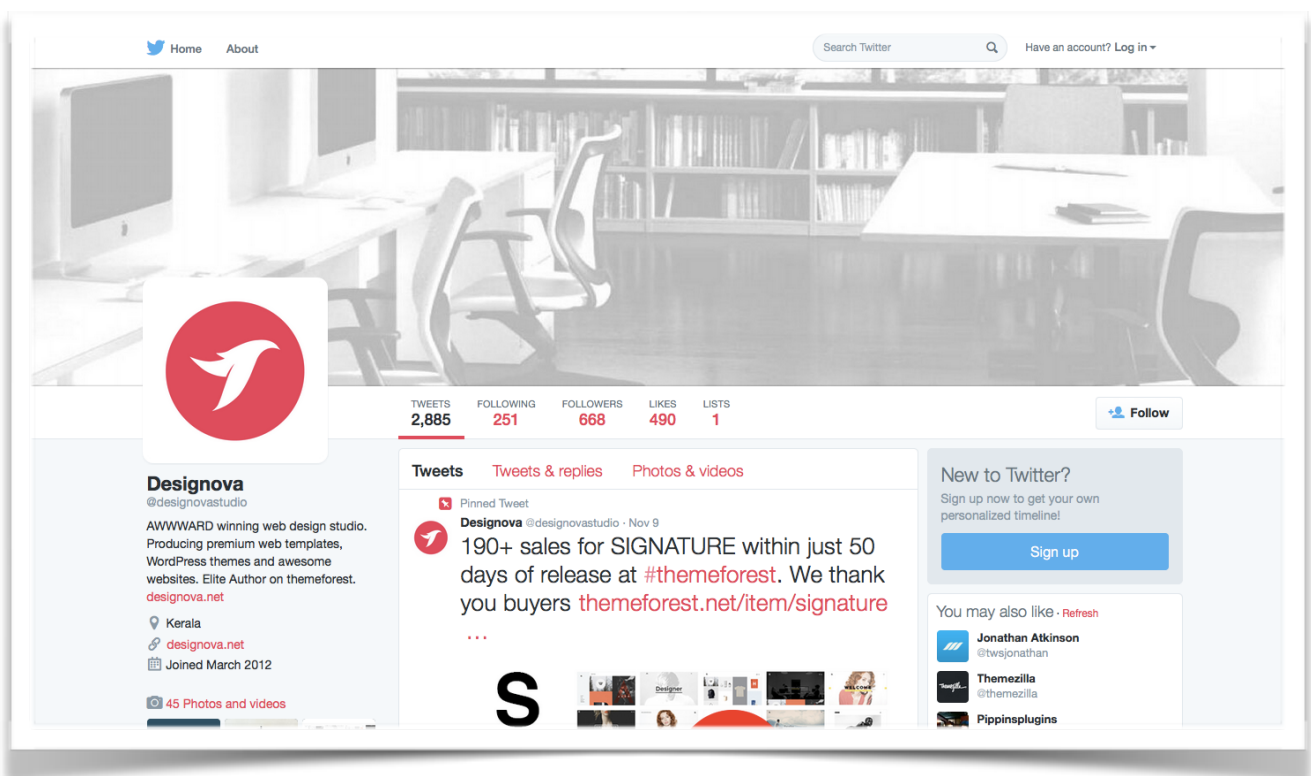 Home About
Search Twitter
Have an account? Log in
TWEETS FOLLOWING FOLLOWERS LIKES LISTS
2,885 251 668 490 1
Follow
Designova
@designovastudio
AWWWARD winning web design studio.
Producing premium web templates,
WordPress themes and awesome
websites. Elite Author on themeforest.
designova.net
Kerala
designova.net
Joined March 2012
45 Photos and videos
Tweets Tweets & replies Photos & videos
Pinned Tweet
Designova @designovastudio · Nov 9
190+ sales for SIGNATURE within just 50
days of release at #themeforest. We thank
you buyers themeforest.net/item/signature
...
S
Designer
WELCOME
New to Twitter?
Sign up now to get your own
personalized timeline!
Sign up
You may also like · Refresh
Jonathan Atkinson
@twsjonathan
Themezilla
@themezilla
Pippinsplugins